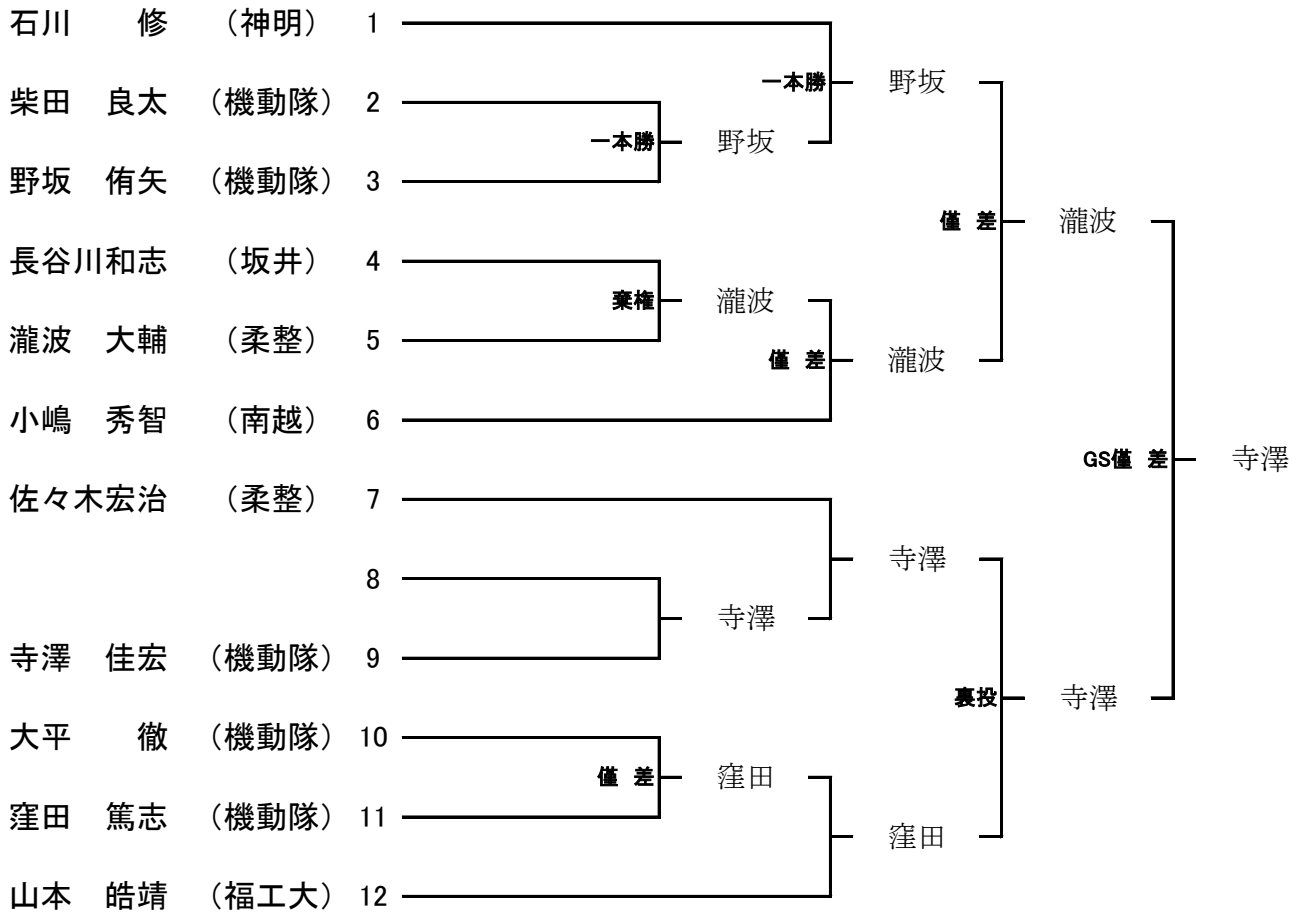 石川　　修　（神明）　1
一本勝　野坂
柴田　良太　（機動隊）　2
一本勝　野坂
野坂　侑矢　（機動隊）　3
僅 差　瀧波
長谷川和志　（坂井）　4
棄権　瀧波
瀧波　大輔　（柔整）　5
僅 差　瀧波
小嶋　秀智　（南越）　6
GS僅 差　寺澤
佐々木宏治　（柔整）　7
寺澤
8
寺澤
寺澤　佳宏　（機動隊）　9
裏投　寺澤
大平　　徹　（機動隊）　10
僅 差　窪田
窪田　篤志　（機動隊）　11
窪田
山本　皓靖　（福工大）　12